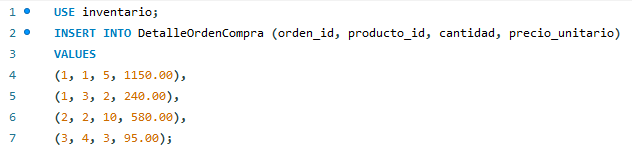 1 USE inventario;
2 INSERT INTO DetalleOrdenCompra (orden_id, producto_id, cantidad, precio_unitario)
3 VALUES
4 (1, 1, 5, 1150.00),
5 (1, 3, 2, 240.00),
6 (2, 2, 10, 580.00),
7 (3, 4, 3, 95.00);